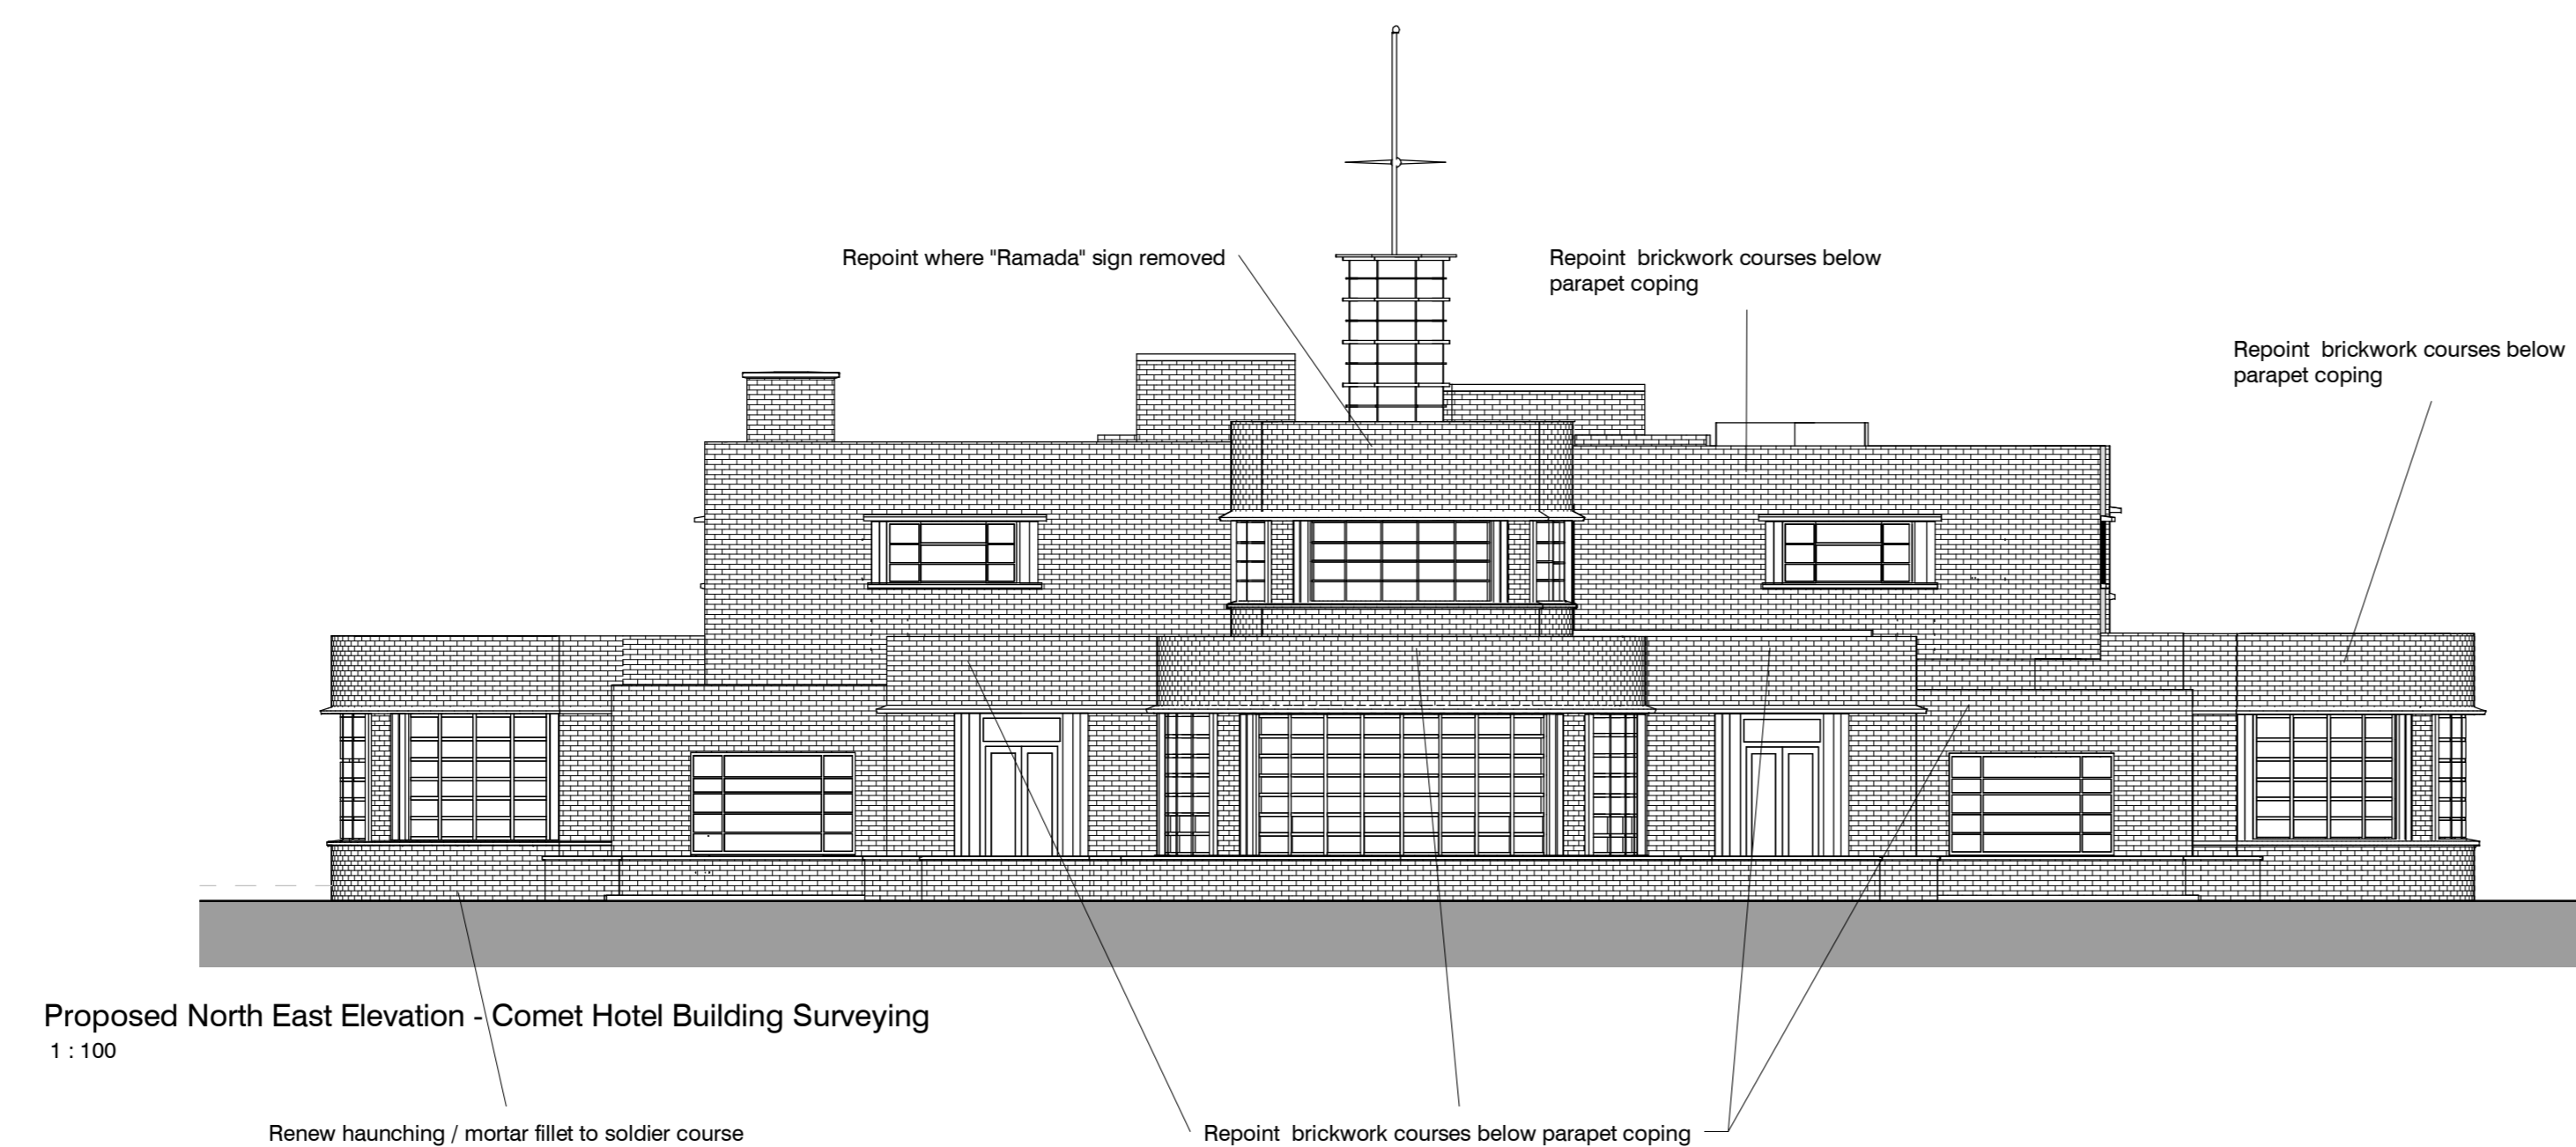 Repoint where "Ramada" sign removed
Repoint  brickwork courses below
parapet coping
Repoint  brickwork courses below
parapet coping
Proposed North East Elevation - Comet Hotel Building Surveying
1 : 100
Renew haunching / mortar fillet to soldier course
Repoint  brickwork courses below parapet coping